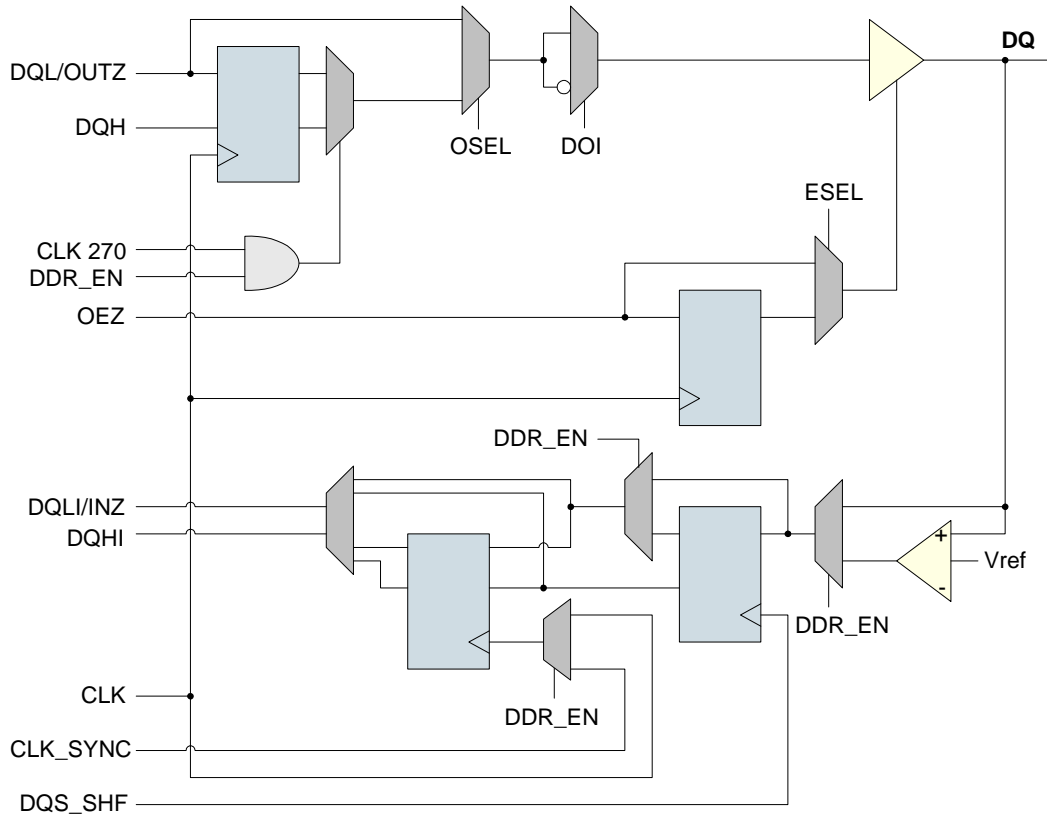 DQ
DQL/OUTZ
DQH
OSEL
DOI
ESEL
CLK 270
DDR_EN
OEZ
DDR_EN
DQLI/INZ
DQHI
+
Vref
-
DDR_EN
CLK
DDR_EN
CLK_SYNC
DQS_SHF